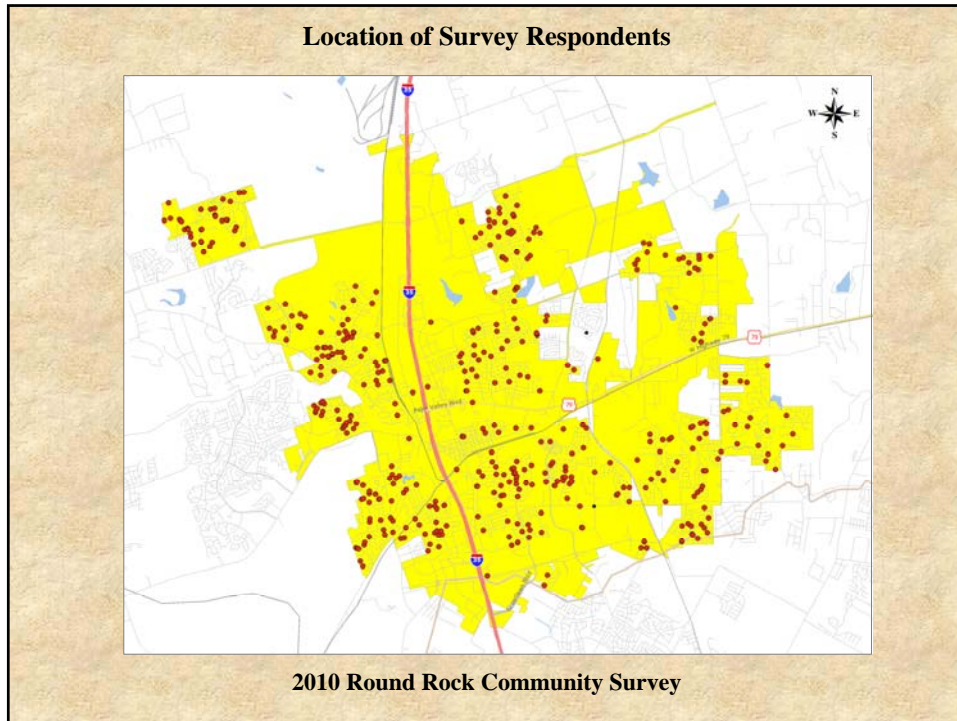 Location of Survey Respondents
35
N
W E
S
35
79
79
35
2010 Round Rock Community Survey